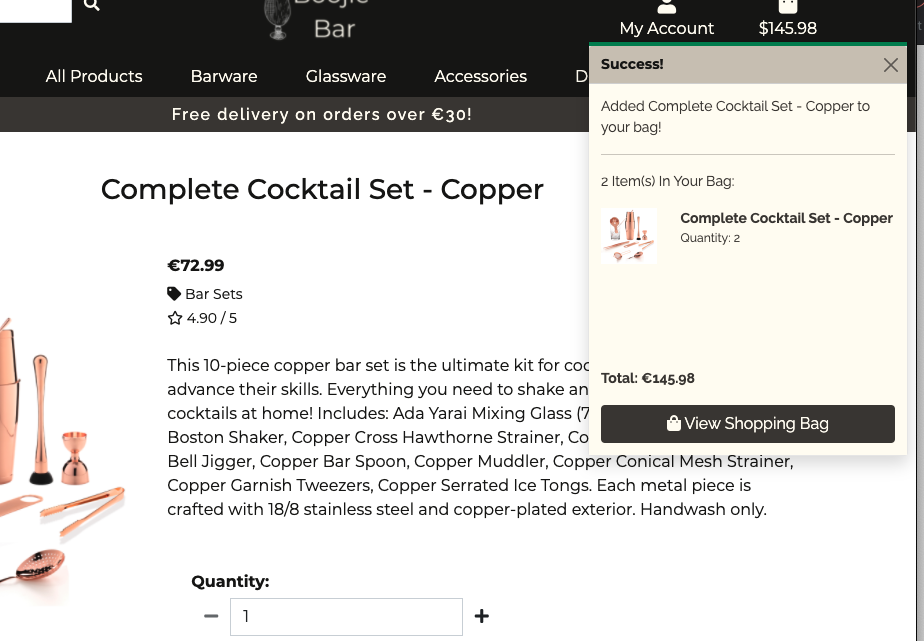 Bar
My Account
$145.98
All Products
Barware
Glassware
Accessories
D
Free delivery on orders over €30!
Success!
Added Complete Cocktail Set - Copper to
your bag!
2 Item(s) In Your Bag:
Complete Cocktail Set - Copper
Quantity: 2
Total: €145.98
View Shopping Bag
Complete Cocktail Set - Copper
€72.99
Bar Sets
4.90 / 5
This 10-piece copper bar set is the ultimate kit for coc
advance their skills. Everything you need to shake an
cocktails at home! Includes: Ada Yarai Mixing Glass (7
Boston Shaker, Copper Cross Hawthorne Strainer, Co
Bell Jigger, Copper Bar Spoon, Copper Muddler, Copper Conical Mesh Strainer,
Copper Garnish Tweezers, Copper Serrated Ice Tongs. Each metal piece is
crafted with 18/8 stainless steel and copper-plated exterior. Handwash only.
Quantity:
1